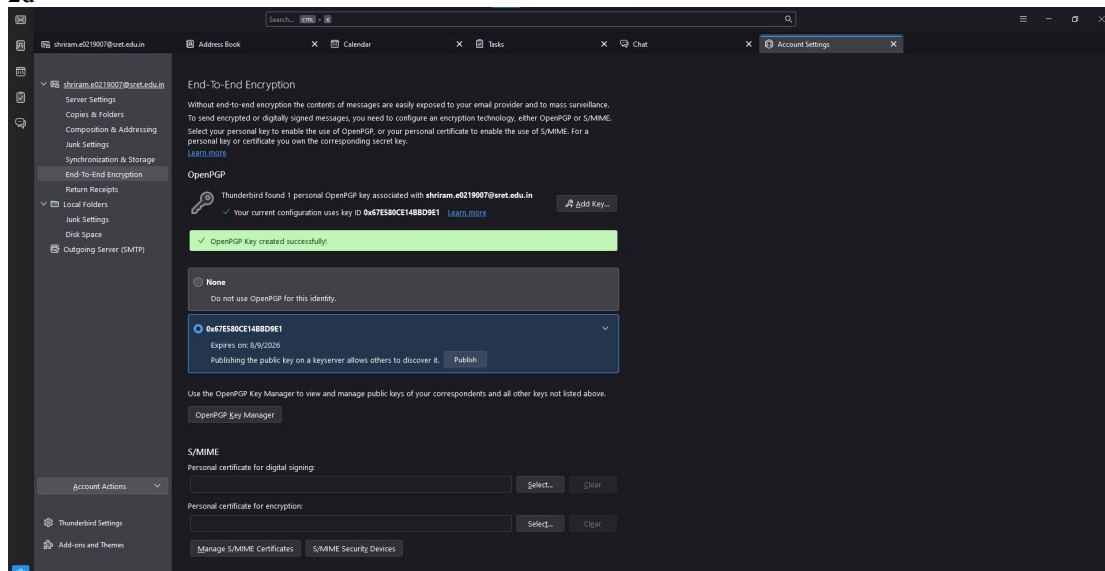 Search... CTRL + K
shriram.e0219007@sret.edu.in
Address Book
Calendar
Tasks
Chat
Account Settings
shriram.e0219007@sret.edu.in
Server Settings
Copies & Folders
Composition & Addressing
Junk Settings
Synchronization & Storage
End-To-End Encryption
Return Receipts
Local Folders
Junk Settings
Disk Space
Outgoing Server (SMTP)
Account Actions
Thunderbird Settings
Add-ons and Themes
End-To-End Encryption
Without end-to-end encryption the contents of messages are easily exposed to your email provider and to mass surveillance.
To send encrypted or digitally signed messages, you need to configure an encryption technology, either OpenPGP or S/MIME.
Select your personal key to enable the use of OpenPGP, or your personal certificate to enable the use of S/MIME. For a
personal key or certificate you own the corresponding secret key.
Learn more
OpenPGP
Thunderbird found 1 personal OpenPGP key associated with shriram.e0219007@sret.edu.in
Your current configuration uses key ID 0x67E580CE14BBD9E1 Learn more
Add Key...
OpenPGP Key created successfully!
None
Do not use OpenPGP for this identity.
0x67E580CE14BBD9E1
Expires on: 8/9/2026
Publishing the public key on a keyserver allows others to discover it. Publish
Use the OpenPGP Key Manager to view and manage public keys of your correspondents and all other keys not listed above.
OpenPGP Key Manager
S/MIME
Personal certificate for digital signing:
Select... Clear
Personal certificate for encryption:
Select... Clear
Manage S/MIME Certificates S/MIME Security Devices